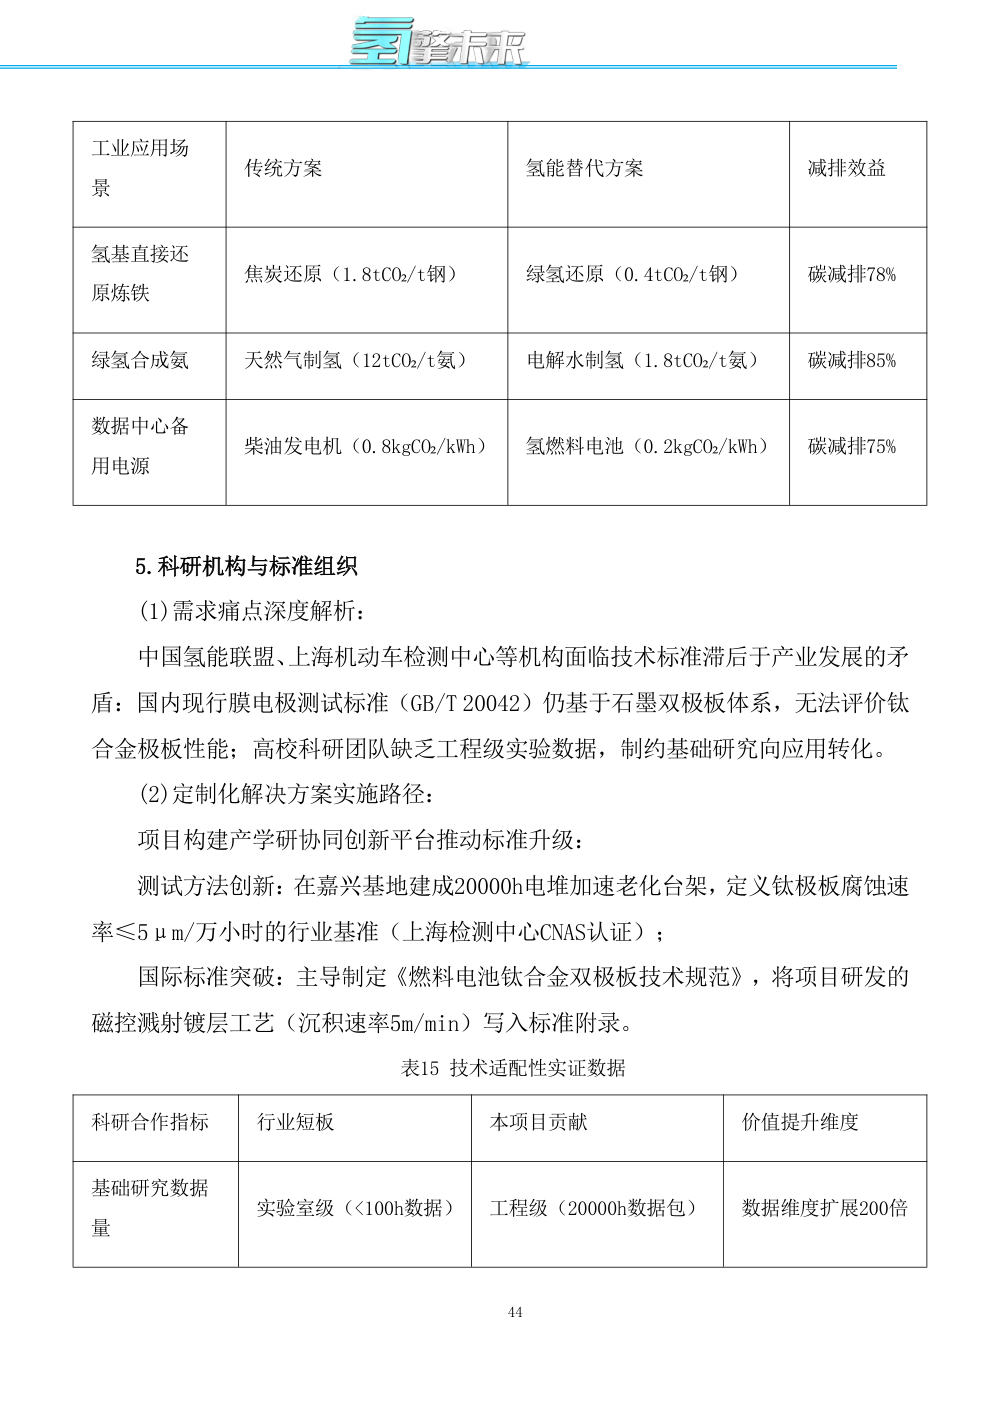 氢擎未来
工业应用场
景
传统方案
氢能替代方案
减排效益
氢基直接还
原炼铁
焦炭还原（1.8tCO₂/t钢）
绿氢还原（0.4tCO₂/t钢）
碳减排78%
绿氢合成氨
天然气制氢（12tCO₂/t氨）
电解水制氢（1.8tCO₂/t氨）
碳减排85%
数据中心备
用电源
柴油发电机（0.8kgCO₂/kWh）
氢燃料电池（0.2kgCO₂/kWh）
碳减排75%
5.科研机构与标准组织
(1)需求痛点深度解析：
中国氢能联盟、上海机动车检测中心等机构面临技术标准滞后于产业发展的矛
盾：国内现行膜电极测试标准（GB/T 20042）仍基于石墨双极板体系，无法评价钛
合金极板性能；高校科研团队缺乏工程级实验数据，制约基础研究向应用转化。
(2)定制化解决方案实施路径：
项目构建产学研协同创新平台推动标准升级：
测试方法创新：在嘉兴基地建成20000h电堆加速老化台架，定义钛极板腐蚀速
率≤5μm/万小时的行业基准（上海检测中心CNAS认证）；
国际标准突破：主导制定《燃料电池钛合金双极板技术规范》，将项目研发的
磁控溅射镀层工艺（沉积速率5m/min）写入标准附录。
表15 技术适配性实证数据
科研合作指标
行业短板
本项目贡献
价值提升维度
基础研究数据
量
实验室级（<100h数据）
工程级（20000h数据包）
数据维度扩展200倍
44